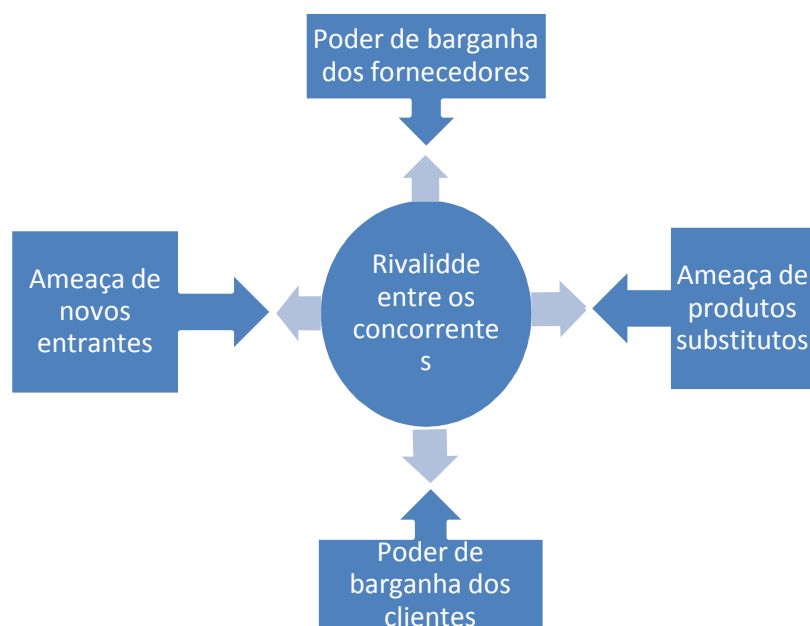 Poder de barganha
dos fornecedores
Ameaça de
novos
entrantes
Rivalidde
entre os
concorrente
s
Ameaça de
produtos
substitutos
Poder de
barganha dos
clientes